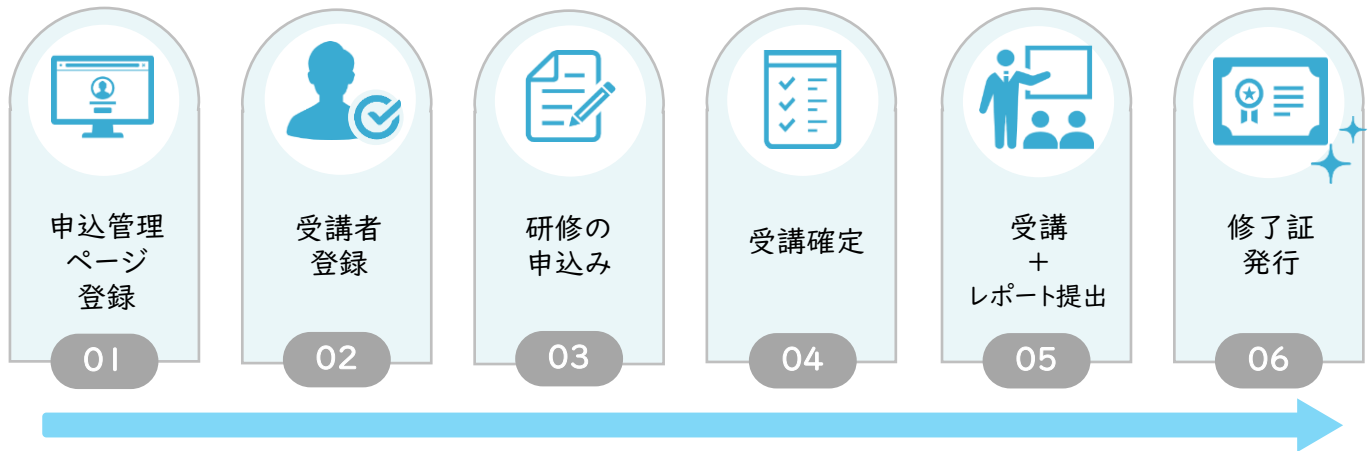 申込管理
ページ
登録
01
受講者
登録
02
研修の
申込み
03
受講確定
04
受講
+
レポート提出
05
修了証
発行
06